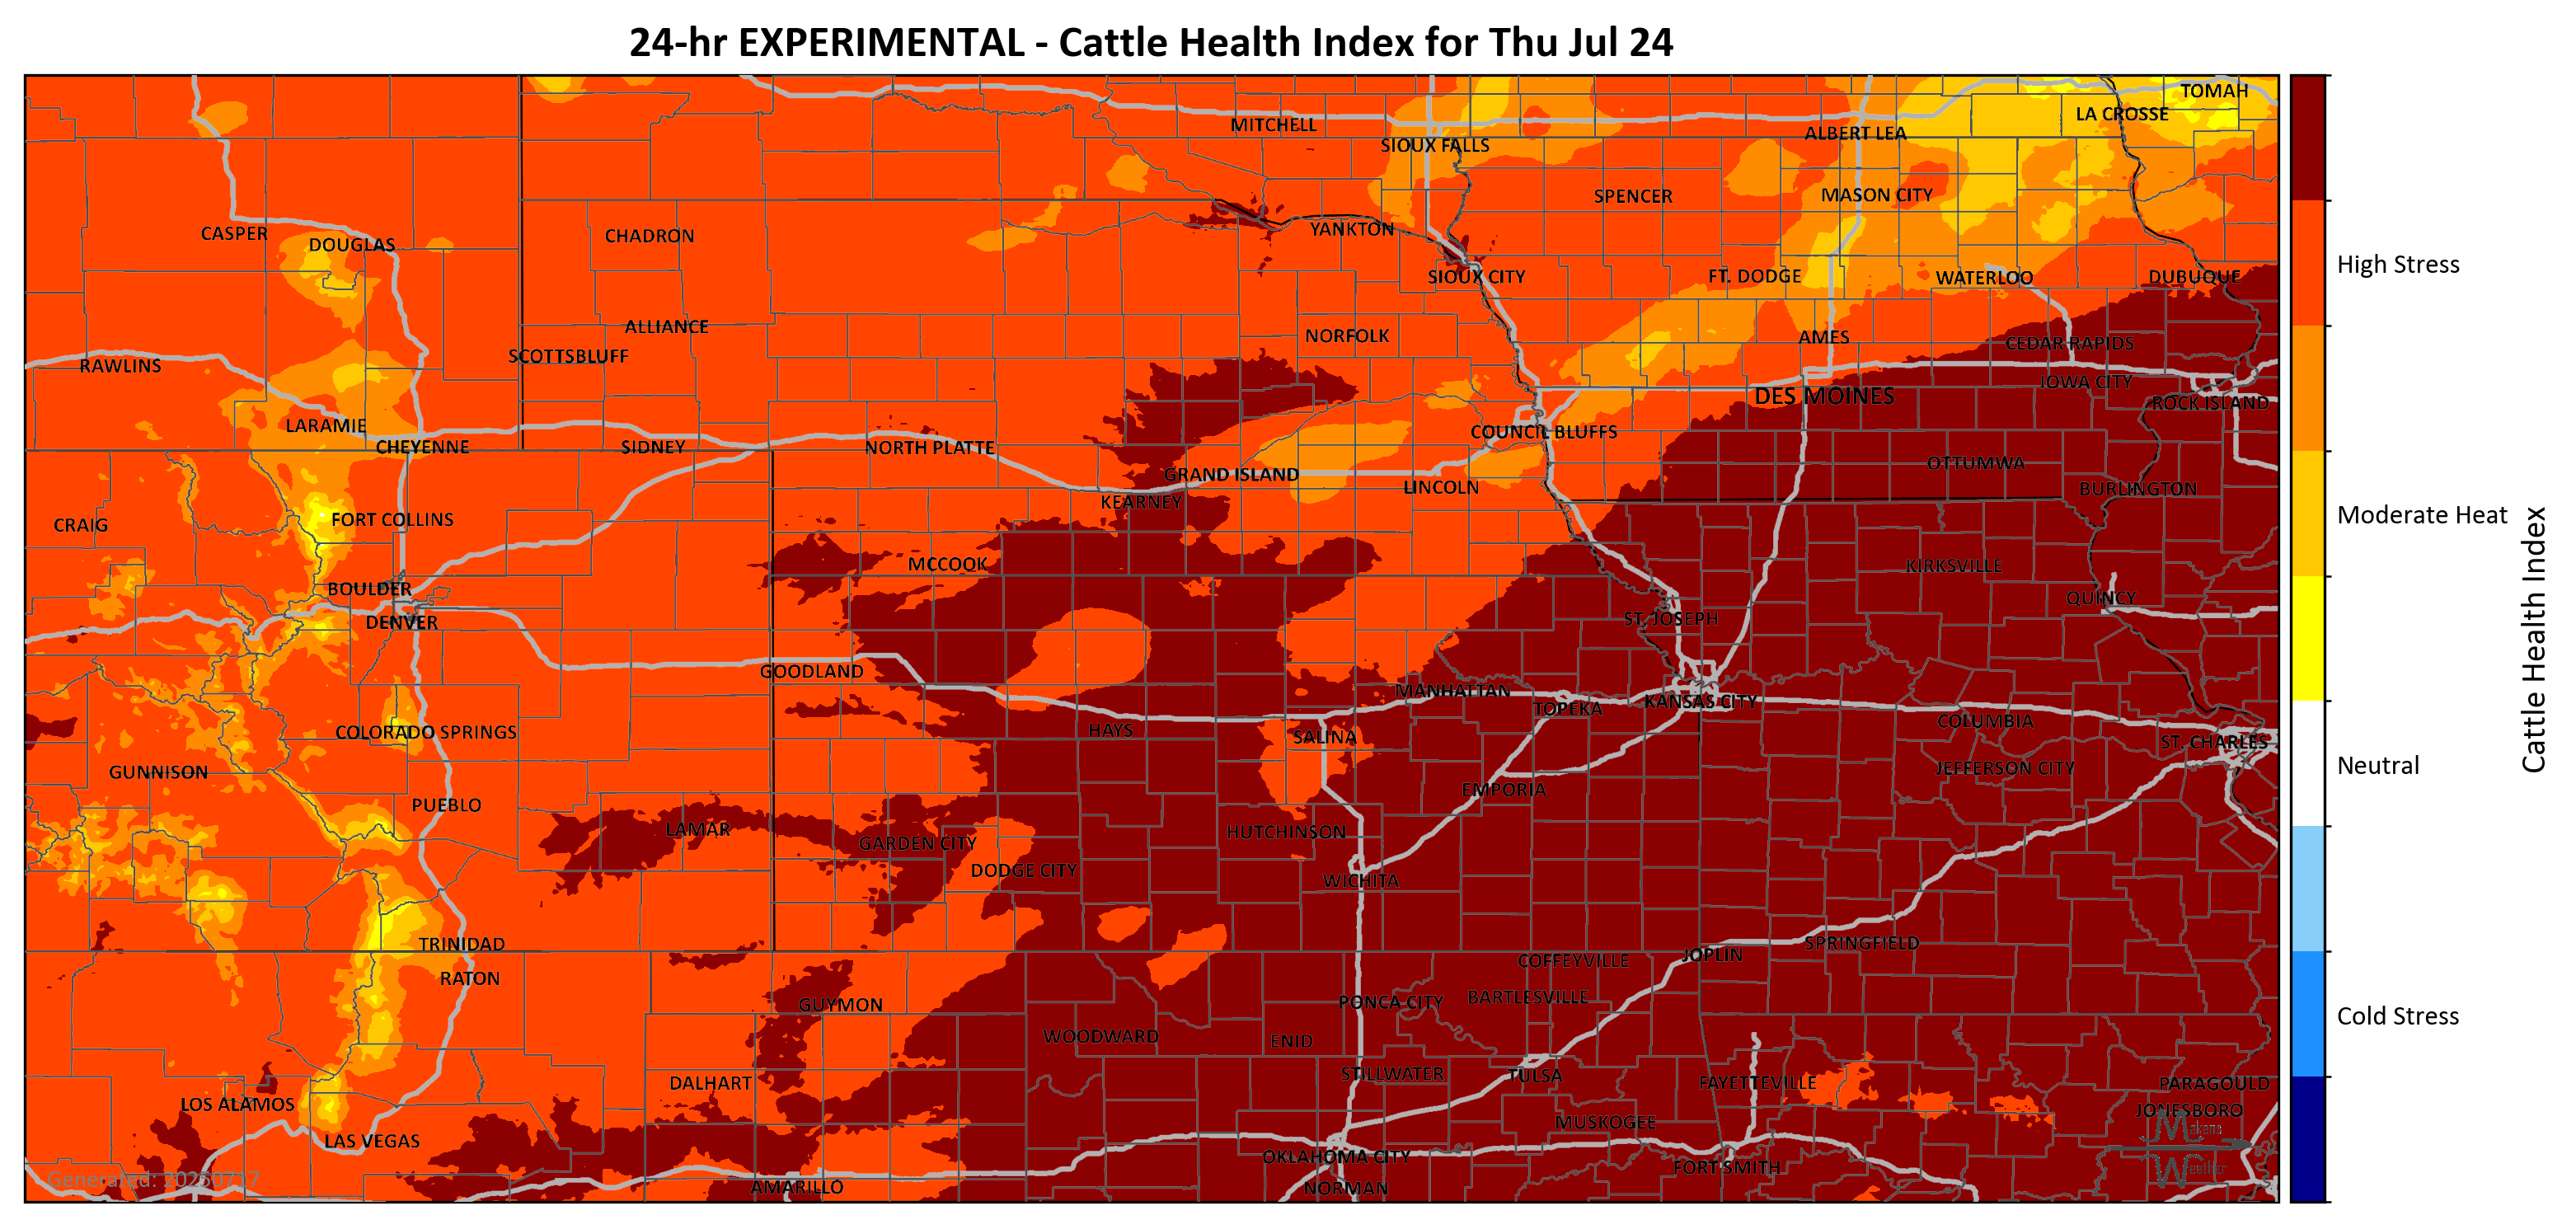 24-hr EXPERIMENTAL - Cattle Health Index for Thu Jul 24
TOMAH
LA CROSSE
MITCHELL
ALBERT LEA
SIOUX FALLS
SPENCER
MASON CITY
CASPER
DOUGLAS
CHADRON
YANKTON
High Stress
SIOUX CITY
FT. DODGE
WATERLOO
DUBUQUE
ALLIANCE
NORFOLK
AMES
CEDAR RAPIDS
SCOTTSBLUFF
RAWLINS
IOWA CITY
DES MOINES
ROCK ISLAND
LARAMIE
COUNCIL BLUFFS
CHEYENNE
SIDNEY
NORTH PLATTE
OTTUMWA
GRAND ISLAND
LINCOLN
BURLINGTON
KEARNEY
Moderate Heat
CRAIG
FORT COLLINS
MCCOOK
KIRKSVILLE
BOULDER
QUINCY
DENVER
ST. JOSEPH
Cattle Health Index
GOODLAND
MANHATTAN
KANSAS CITY
TOPEKA
COLUMBIA
COLORADO SPRINGS
HAYS
SALINA
ST. CHARLES
Neutral
GUNNISON
JEFFERSON CITY
EMPORIA
PUEBLO
LAMAR
HUTCHINSON
GARDEN CITY
DODGE CITY
WICHITA
TRINIDAD
SPRINGFIELD
JOPLIN
COFFEYVILLE
RATON
BARTLESVILLE
PONCA CITY
GUYMON
Cold Stress
WOODWARD
ENID
STILLWATER
TULSA
DALHART
FAYETTEVILLE
PARAGOULD
LOS ALAMOS
JONESBORO
MUSKOGEE
Makens
Weather
LAS VEGAS
OKLAHOMA CITY
FORT SMITH
Generated: 20250717
AMARILLO
NORMAN